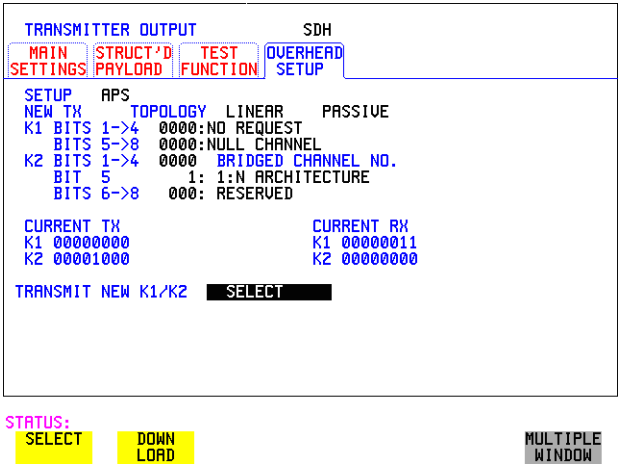 TRANSMITTER OUTPUT SDH
MAIN SETTINGS STRUCT'D PAYLOAD TEST FUNCTION OVERHEAD SETUP
SETUP APS
NEW TX TOPOLOGY LINEAR PASSIVE
K1 BITS 1->4 0000:NO REQUEST
BITS 5->8 0000:NULL CHANNEL
K2 BITS 1->4 0000 BRIDGED CHANNEL NO.
BIT 5 1: 1:N ARCHITECTURE
BITS 6->8 000: RESERVED
CURRENT TX CURRENT RX
K1 00000000 K1 00000011
K2 00001000 K2 00000000
TRANSMIT NEW K1/K2 SELECT
STATUS:
SELECT DOWN LOAD MULTIPLE WINDOW